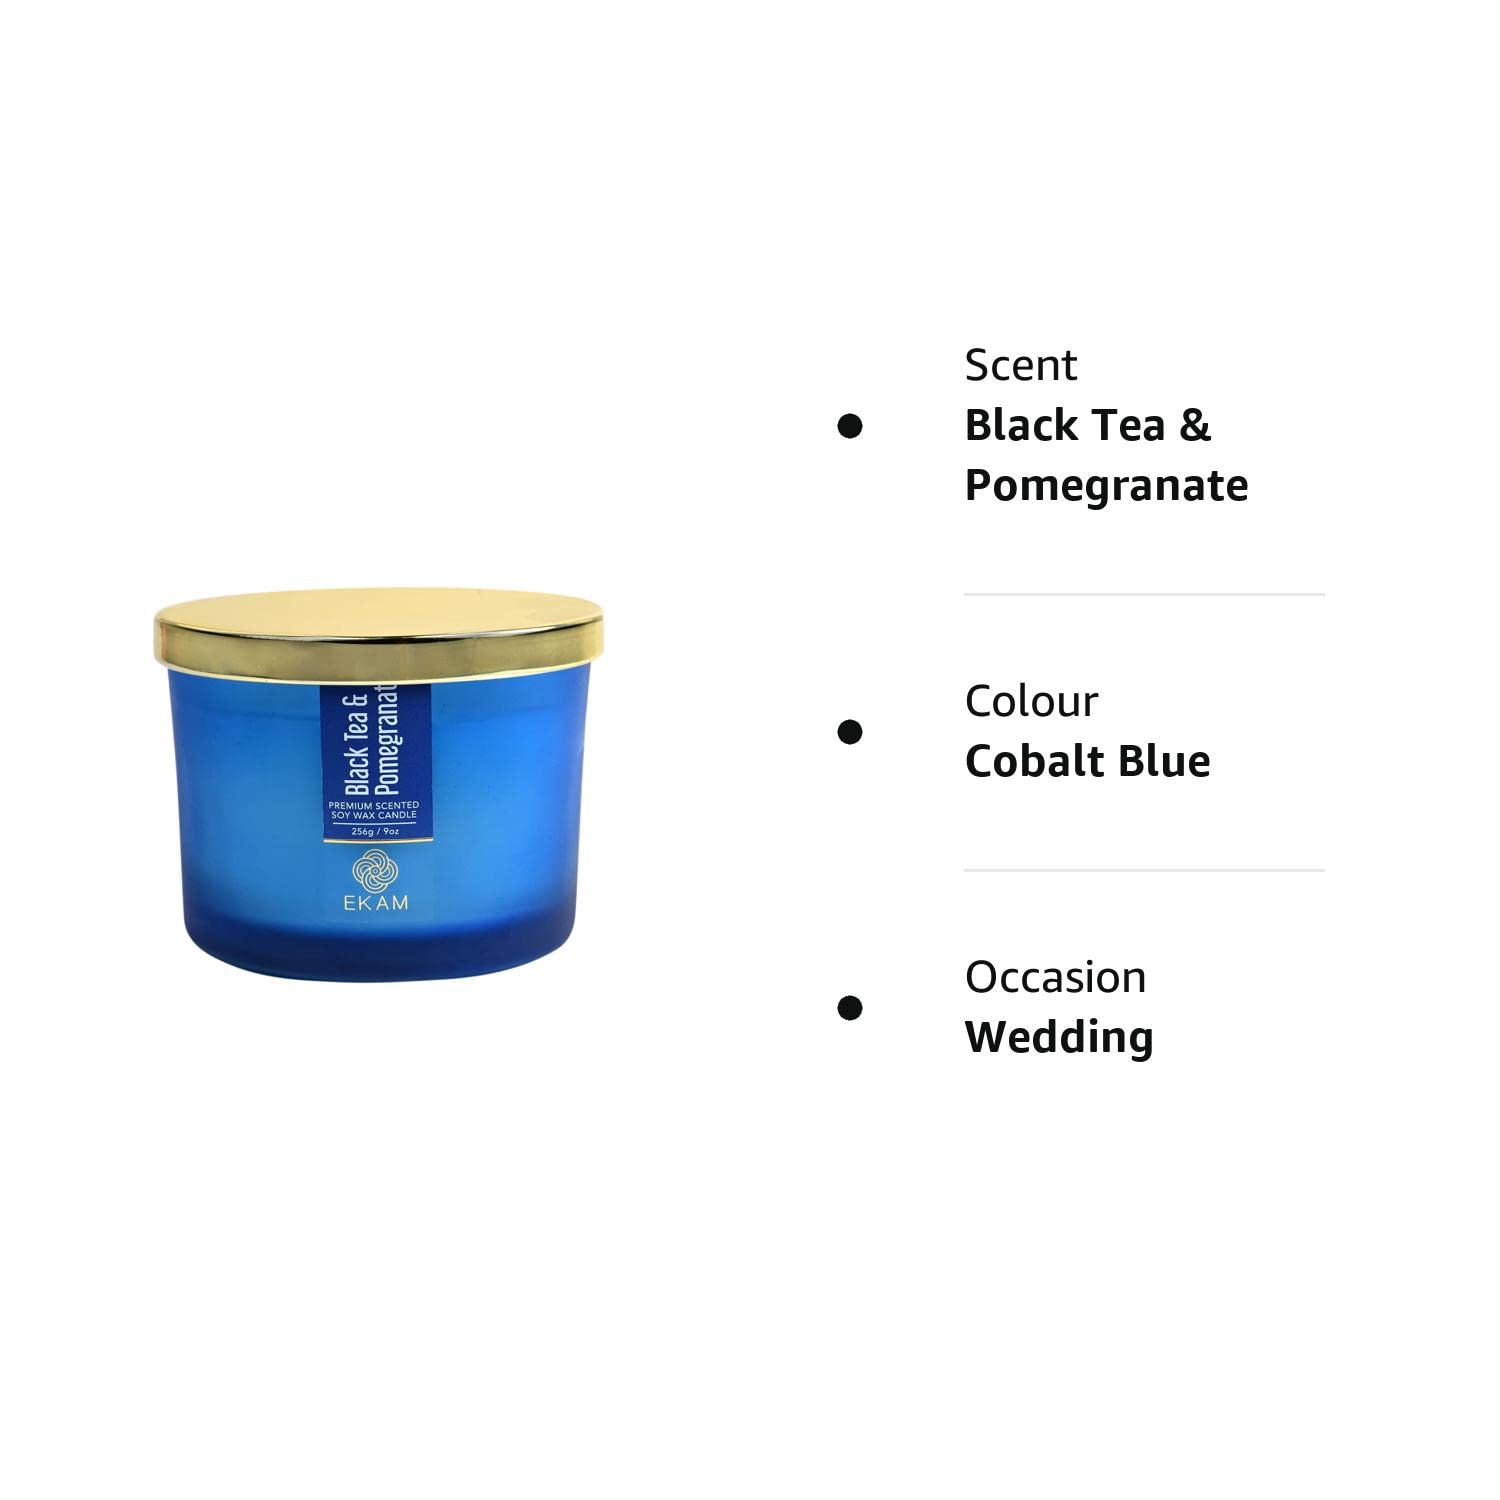 Black Tea &
Pomegranat
PREMIUM SCENTED
SOY WAX CANDLE
256g / 9oz
EKAM
Scent
Black Tea &
Pomegranate
Colour
Cobalt Blue
Occasion
Wedding